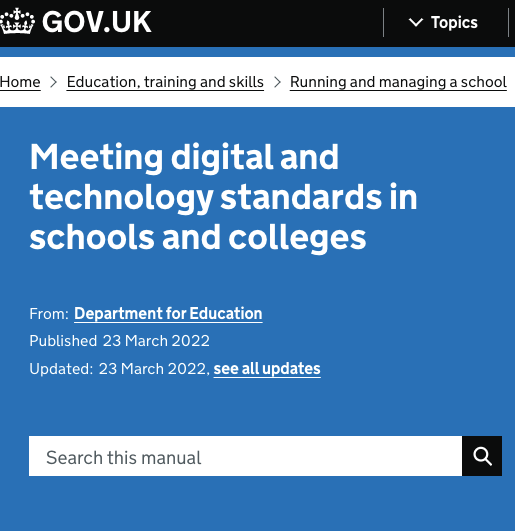 GOV.UK
Topics
Home Education, training and skills Running and managing a school
Meeting digital and
technology standards in
schools and colleges
From: Department for Education
Published 23 March 2022
Updated: 23 March 2022, see all updates
Search this manual